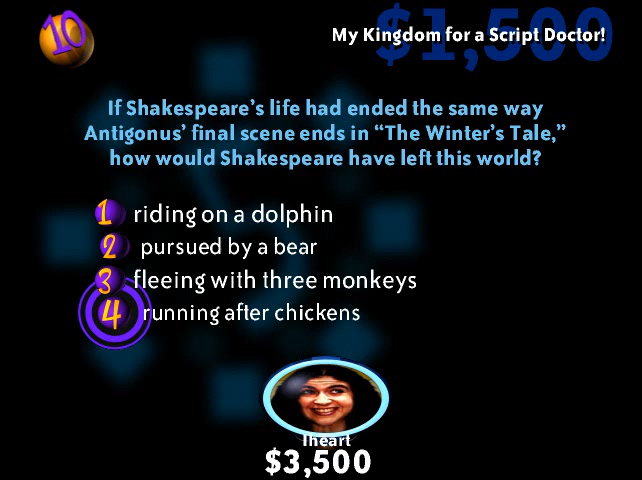 10
My Kingdom for a Script Doctor!
$1,500
If Shakespeare's life had ended the same way
Antigonus' final scene ends in "The Winter's Tale,"
how would Shakespeare have left this world?
1 riding on a dolphin
2 pursued by a bear
3 fleeing with three monkeys
4 running after chickens
Iheart
$3,500